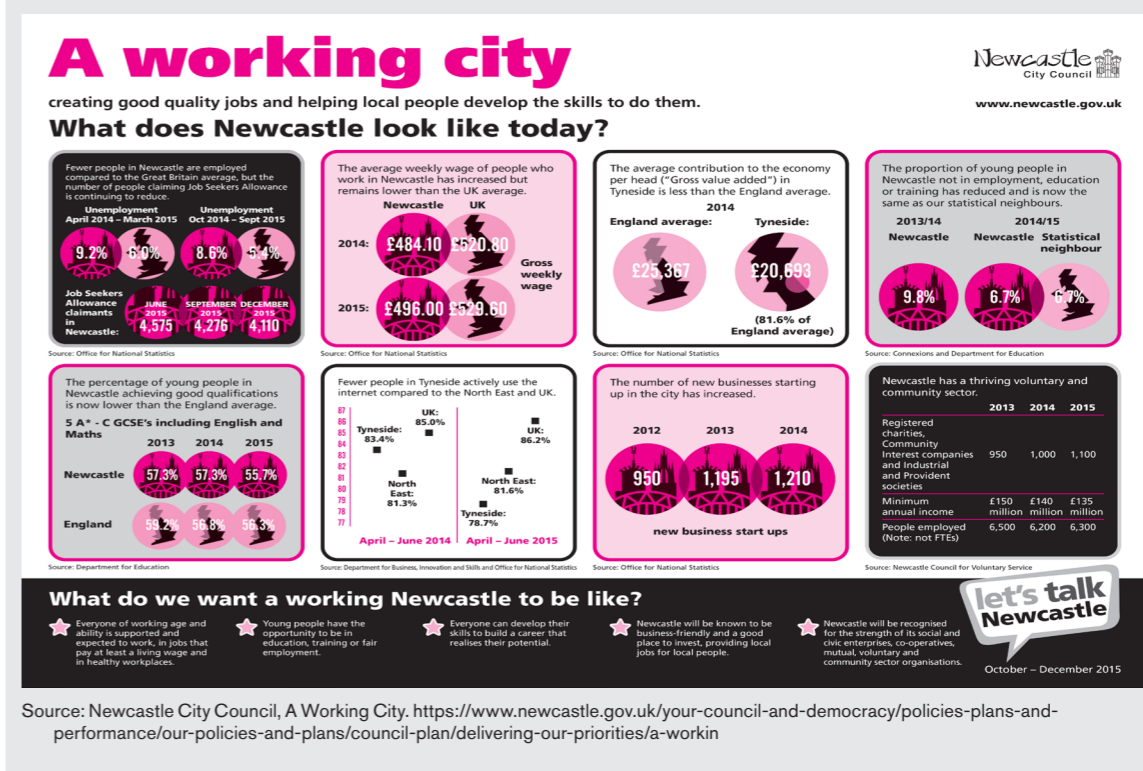 A working city
Newcastle
City Council
creating good quality jobs and helping local people develop the skills to do them.
www.newcastle.gov.uk
What does Newcastle look like today?
Fewer people in Newcastle are employed
compared to the Great Britain average, but the
number of people claiming Job Seekers Allowance
is continuing to reduce.
Unemployment
April 2014 – March 2015
Unemployment
Oct 2014 – Sept 2015
9.2% 6.0% 8.6% 5.4%
Job Seekers
Allowance
claimants
in
Newcastle:
JUNE
2015
4,575
SEPTEMBER
2015
4,276
DECEMBER
2015
4,110
Source: Office for National Statistics
The average weekly wage of people who
work in Newcastle has increased but
remains lower than the UK average.
Newcastle UK
2014: £484.10 £520.80
Gross
weekly
wage
2015: £496.00 £529.60
Source: Office for National Statistics
The average contribution to the economy
per head (“Gross value added”) in
Tyneside is less than the England average.
2014
England average: Tyneside:
£25,367 £20,693
(81.6% of
England average)
Source: Office for National Statistics
The proportion of young people in
Newcastle not in employment, education
or training has reduced and is now the
same as our statistical neighbours.
2013/14 2014/15
Newcastle Newcastle Statistical
neighbour
9.8% 6.7% 6.7%
Source: Connexions and Department for Education
The percentage of young people in
Newcastle achieving good qualifications
is now lower than the England average.
5 A* - C GCSE’s including English and
Maths
2013 2014 2015
Newcastle 57.3% 57.3% 55.7%
England 59.2% 56.8% 56.3%
Source: Department for Education
Fewer people in Tyneside actively use the
internet compared to the North East and UK.
87
86
85
84
83
82
81
80
79
78
77
Tyneside:
83.4%
UK:
85.0%
North
East:
81.3%
UK:
86.2%
North East:
81.6%
Tyneside:
78.7%
April – June 2014 April – June 2015
Source: Department for Business, Innovation and Skills and Office for National Statistics
The number of new businesses starting
up in the city has increased.
2012 2013 2014
950 1,195 1,210
new business start ups
Source: Office for National Statistics
Newcastle has a thriving voluntary and
community sector.
2013 2014 2015
Registered
charities,
Community
Interest companies 950 1,000 1,100
and Industrial
and Provident
societies
Minimum £150 £140 £135
annual income million million million
People employed 6,500 6,200 6,300
(Note: not FTEs)
Source: Newcastle Council for Voluntary Service
What do we want a working Newcastle to be like?
Everyone of working age and
ability is supported and
expected to work, in jobs that
pay at least a living wage and
in healthy workplaces.
Young people have the
opportunity to be in
education, training or fair
employment.
Everyone can develop their
skills to build a career that
realises their potential.
Newcastle will be known to be
business-friendly and a good
place to invest, providing local
jobs for local people.
Newcastle will be recognised
for the strength of its social and
civic enterprises, co-operatives,
mutual, voluntary and
community sector organisations.
let’s talk
Newcastle
October – December 2015
Source: Newcastle City Council, A Working City. https://www.newcastle.gov.uk/your-council-and-democracy/policies-plans-and-
performance/our-policies-and-plans/council-plan/delivering-our-priorities/a-workin